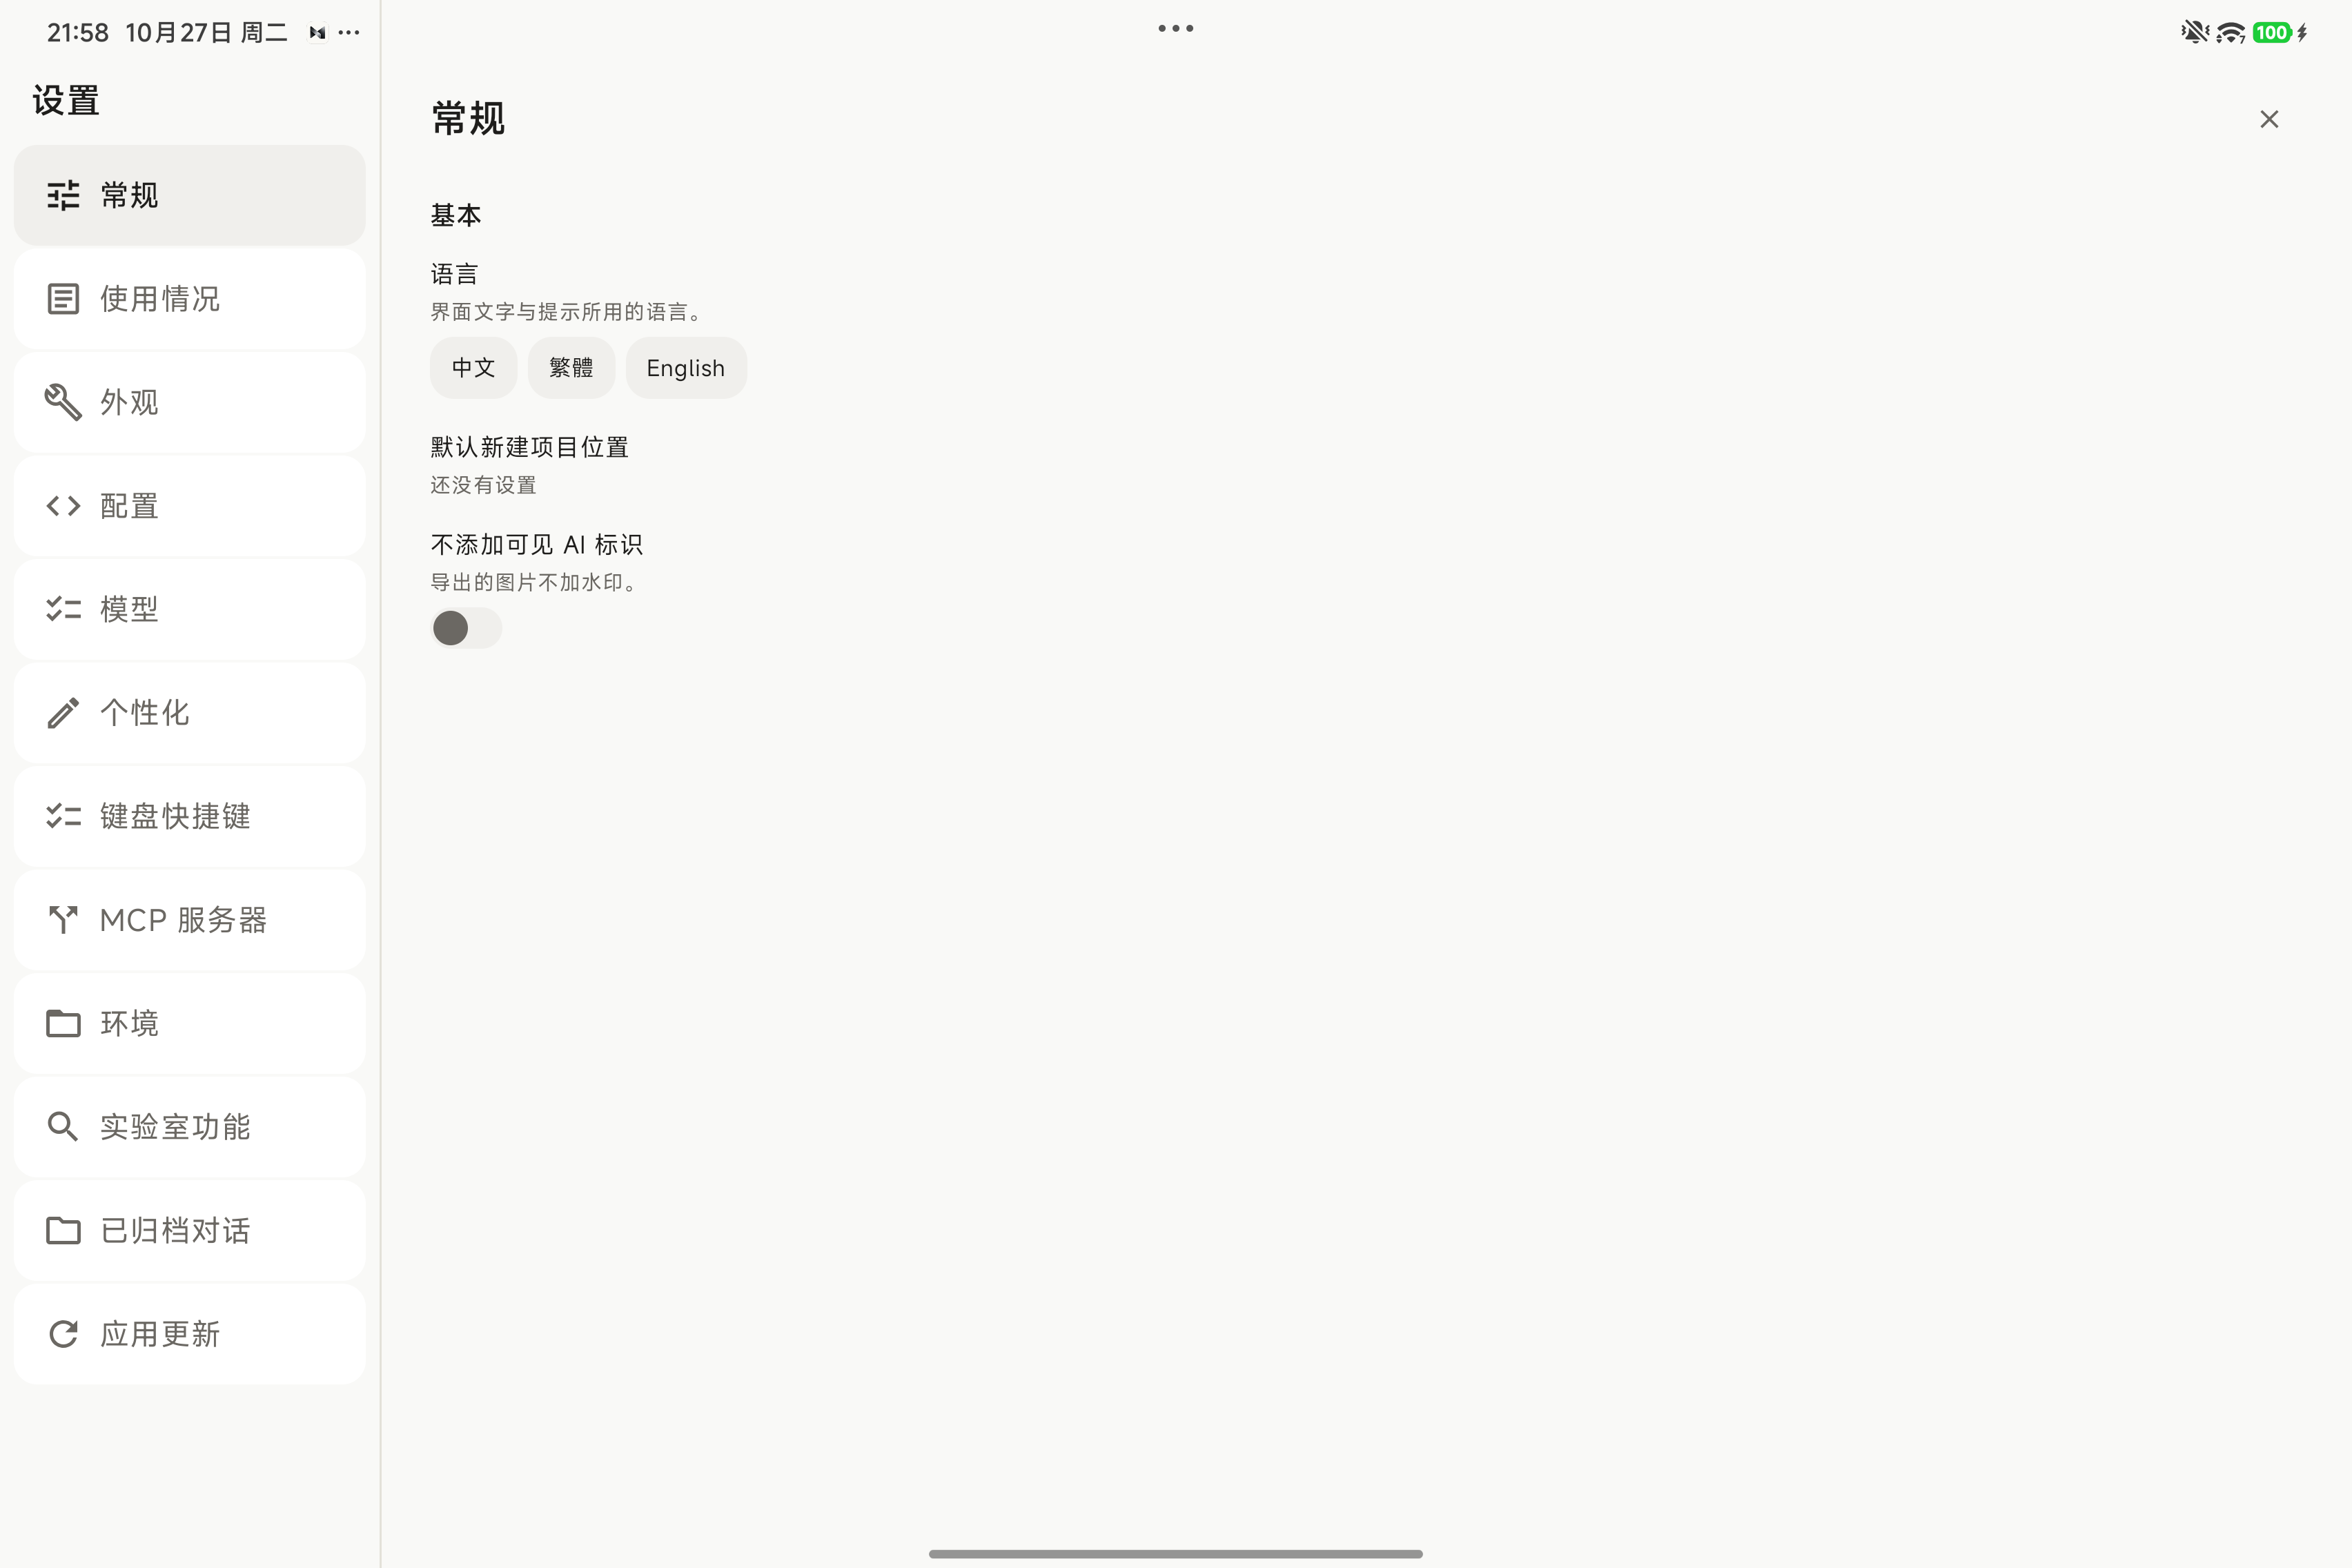 21:58 10月27日 周二
100
设置
常规
使用情况
外观
配置
模型
个性化
键盘快捷键
MCP 服务器
环境
实验室功能
已归档对话
应用更新
常规
基本
语言
界面文字与提示所用的语言。
中文 繁體 English
默认新建项目位置
还没有设置
不添加可见 AI 标识
导出的图片不加水印。